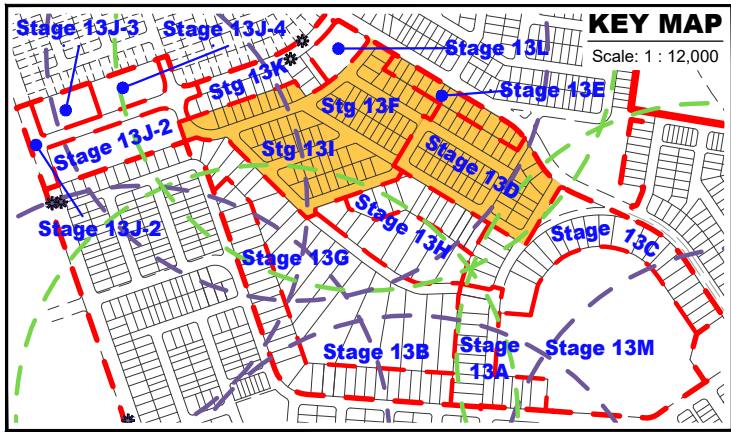 Stage 13J-3
Stage 13J-4
KEY MAP
Scale: 1 : 12,000
Stage 13L
Stg 13K
Stage 13E
Stg 13F
Stage 13J-2
Stg 13I
Stage 13D
Stage 13J-2
Stage 13H
Stage 13C
Stage 13G
Stage 13B
Stage
13A
Stage 13M